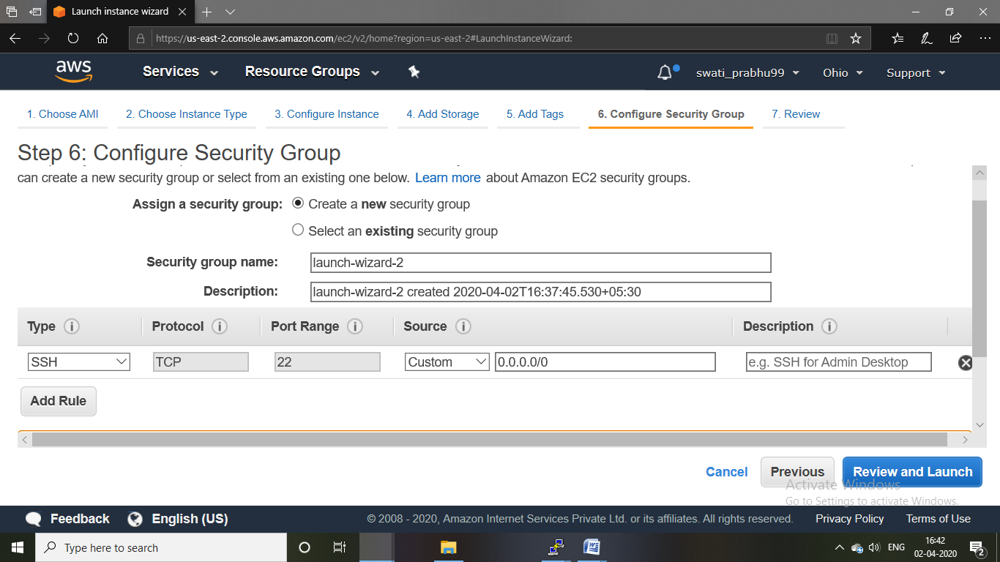 Launch instance wizard
https://us-east-2.console.aws.amazon.com/ec2/v2/home?region=us-east-2#LaunchInstanceWizard:
aws Services Resource Groups swati_prabhu99 Ohio Support
1. Choose AMI 2. Choose Instance Type 3. Configure Instance 4. Add Storage 5. Add Tags 6. Configure Security Group 7. Review
Step 6: Configure Security Group
can create a new security group or select from an existing one below. Learn more about Amazon EC2 security groups.
Assign a security group: Create a new security group
Select an existing security group
Security group name: launch-wizard-2
Description: launch-wizard-2 created 2020-04-02T16:37:45.530+05:30
Type i Protocol i Port Range i Source i Description i
SSH TCP 22 Custom 0.0.0.0/0 e.g. SSH for Admin Desktop
Add Rule
Cancel Previous Review and Launch
Activate Windows
Go to Settings to activate Windows.
Feedback English (US) © 2008 - 2020, Amazon Internet Services Private Ltd. or its affiliates. All rights reserved. Privacy Policy Terms of Use
Type here to search ENG 16:42
02-04-2020 2